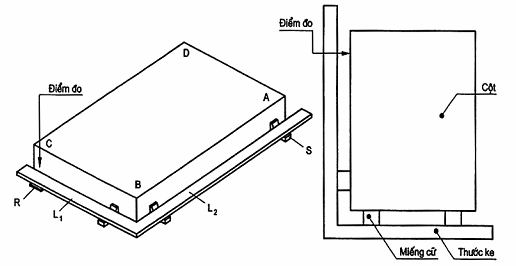 D
Điểm đo
A
C
B
S
R
L1
L2
Điểm đo
Cột
Miếng cữ
Thước ke